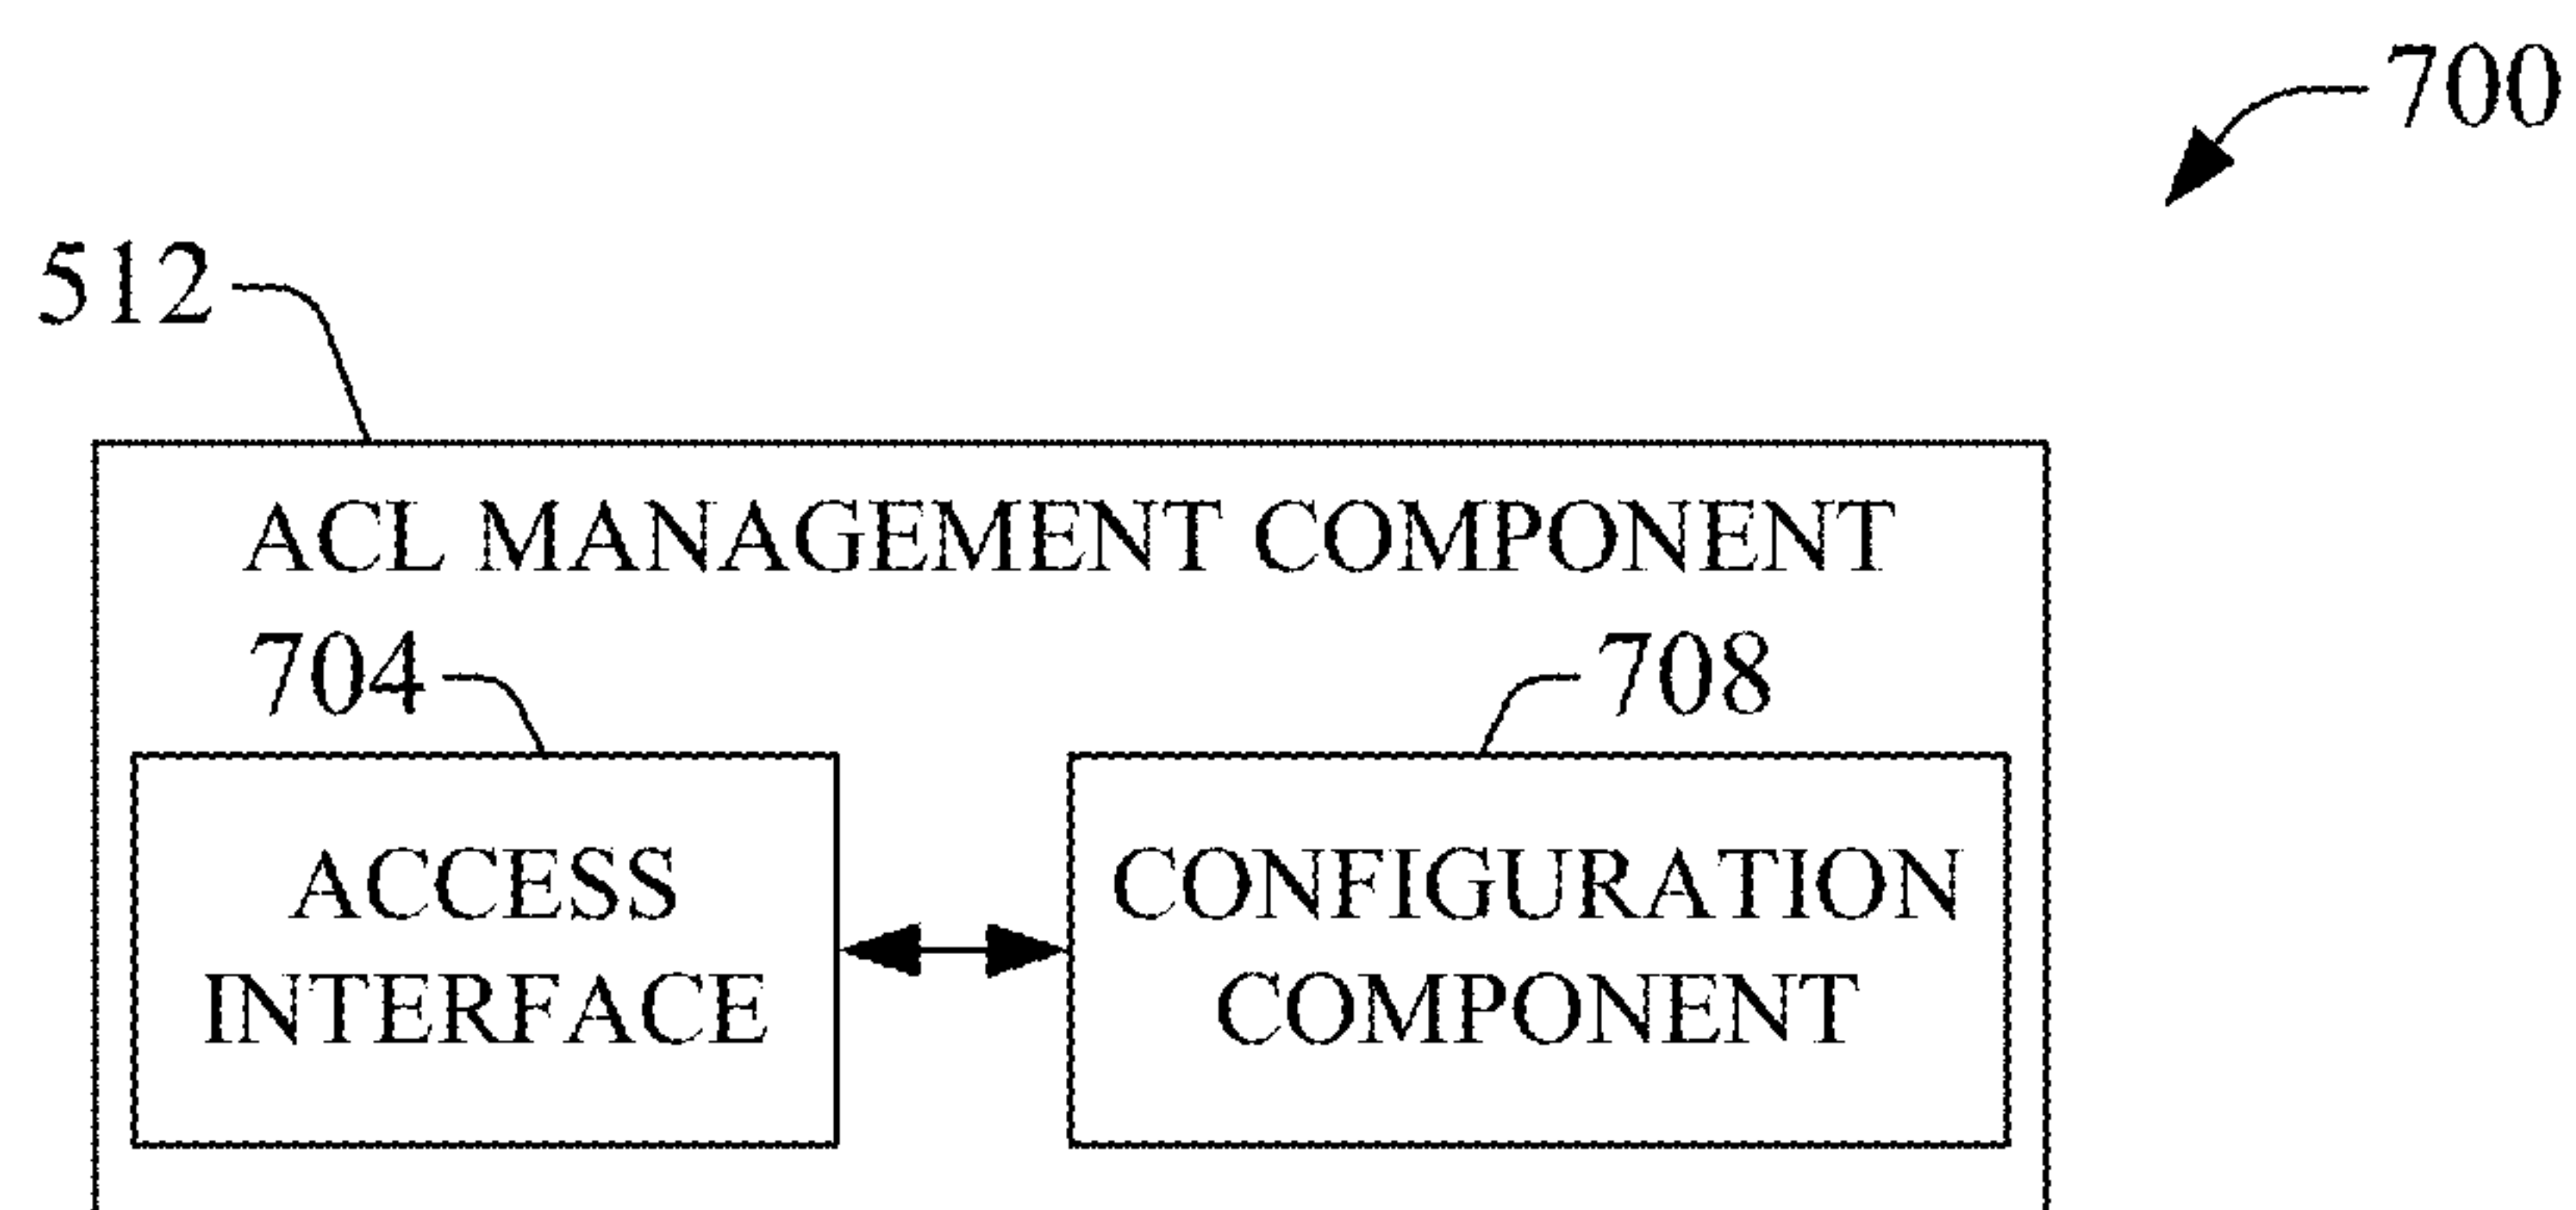 700
512
ACL MANAGEMENT COMPONENT
704
708
ACCESS
INTERFACE
CONFIGURATION
COMPONENT